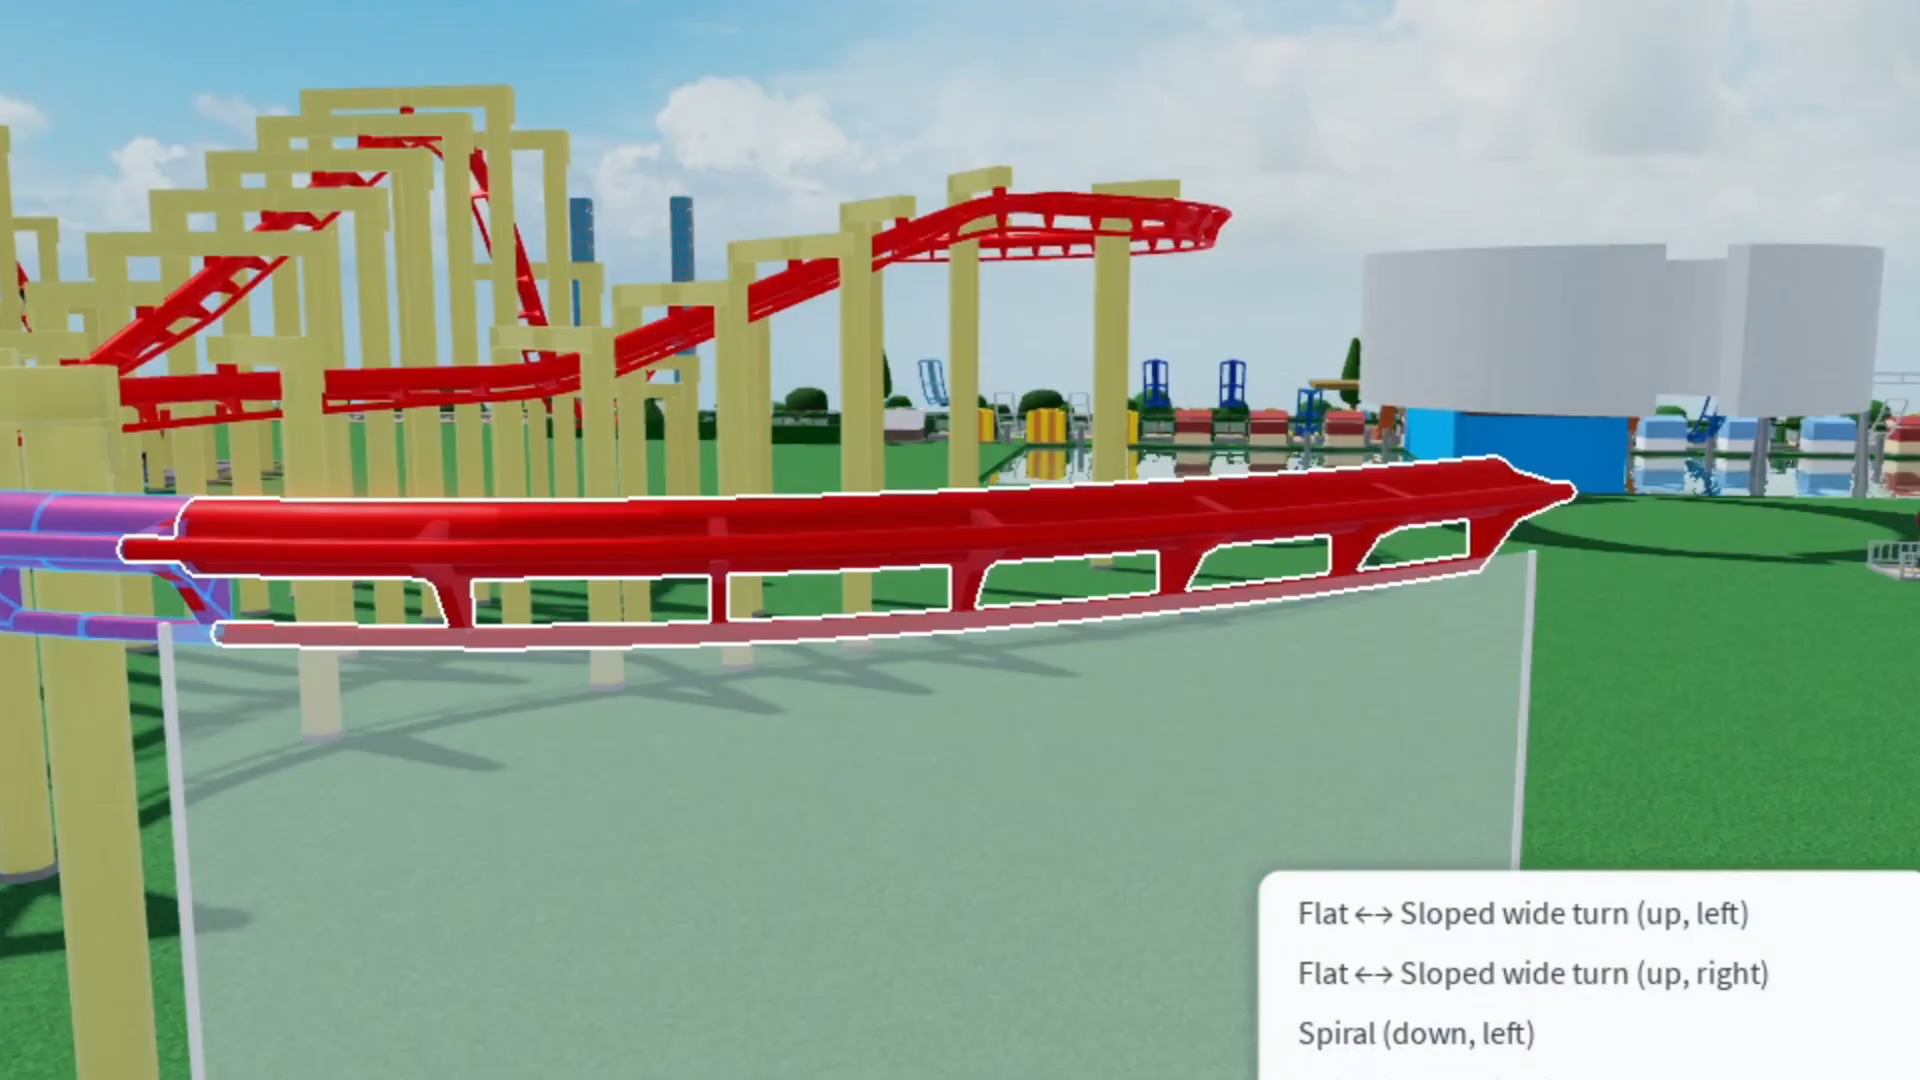 Flat ↔ Sloped wide turn (up, left)
Flat ↔ Sloped wide turn (up, right)
Spiral (down, left)